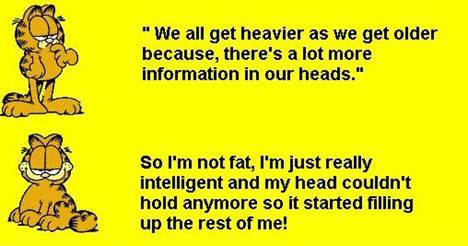 " We all get heavier as we get older
because, there's a lot more
information in our heads."
So I'm not fat, I'm just really
intelligent and my head couldn't
hold anymore so it started filling
up the rest of me!